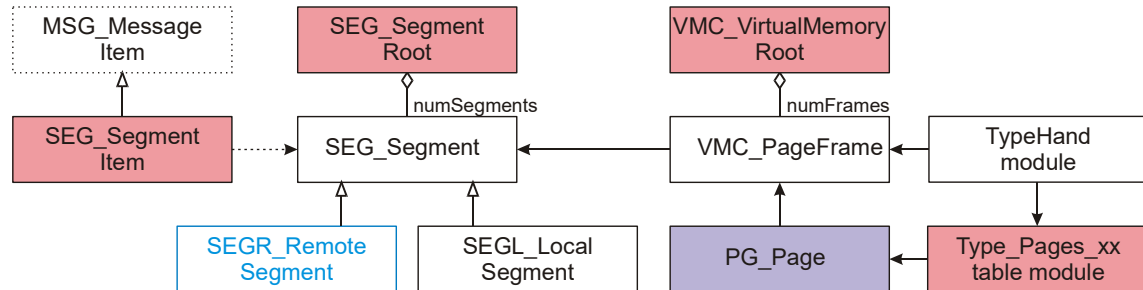 MSG_Message
Item
SEG_Segment
Root
VMC_VirtualMemory
Root
numSegments
numFrames
SEG_Segment
Item
SEG_Segment
VMC_PageFrame
TypeHand
module
SEGR_Remote
Segment
SEGL_Local
Segment
PG_Page
Type_Pages_xx
table module